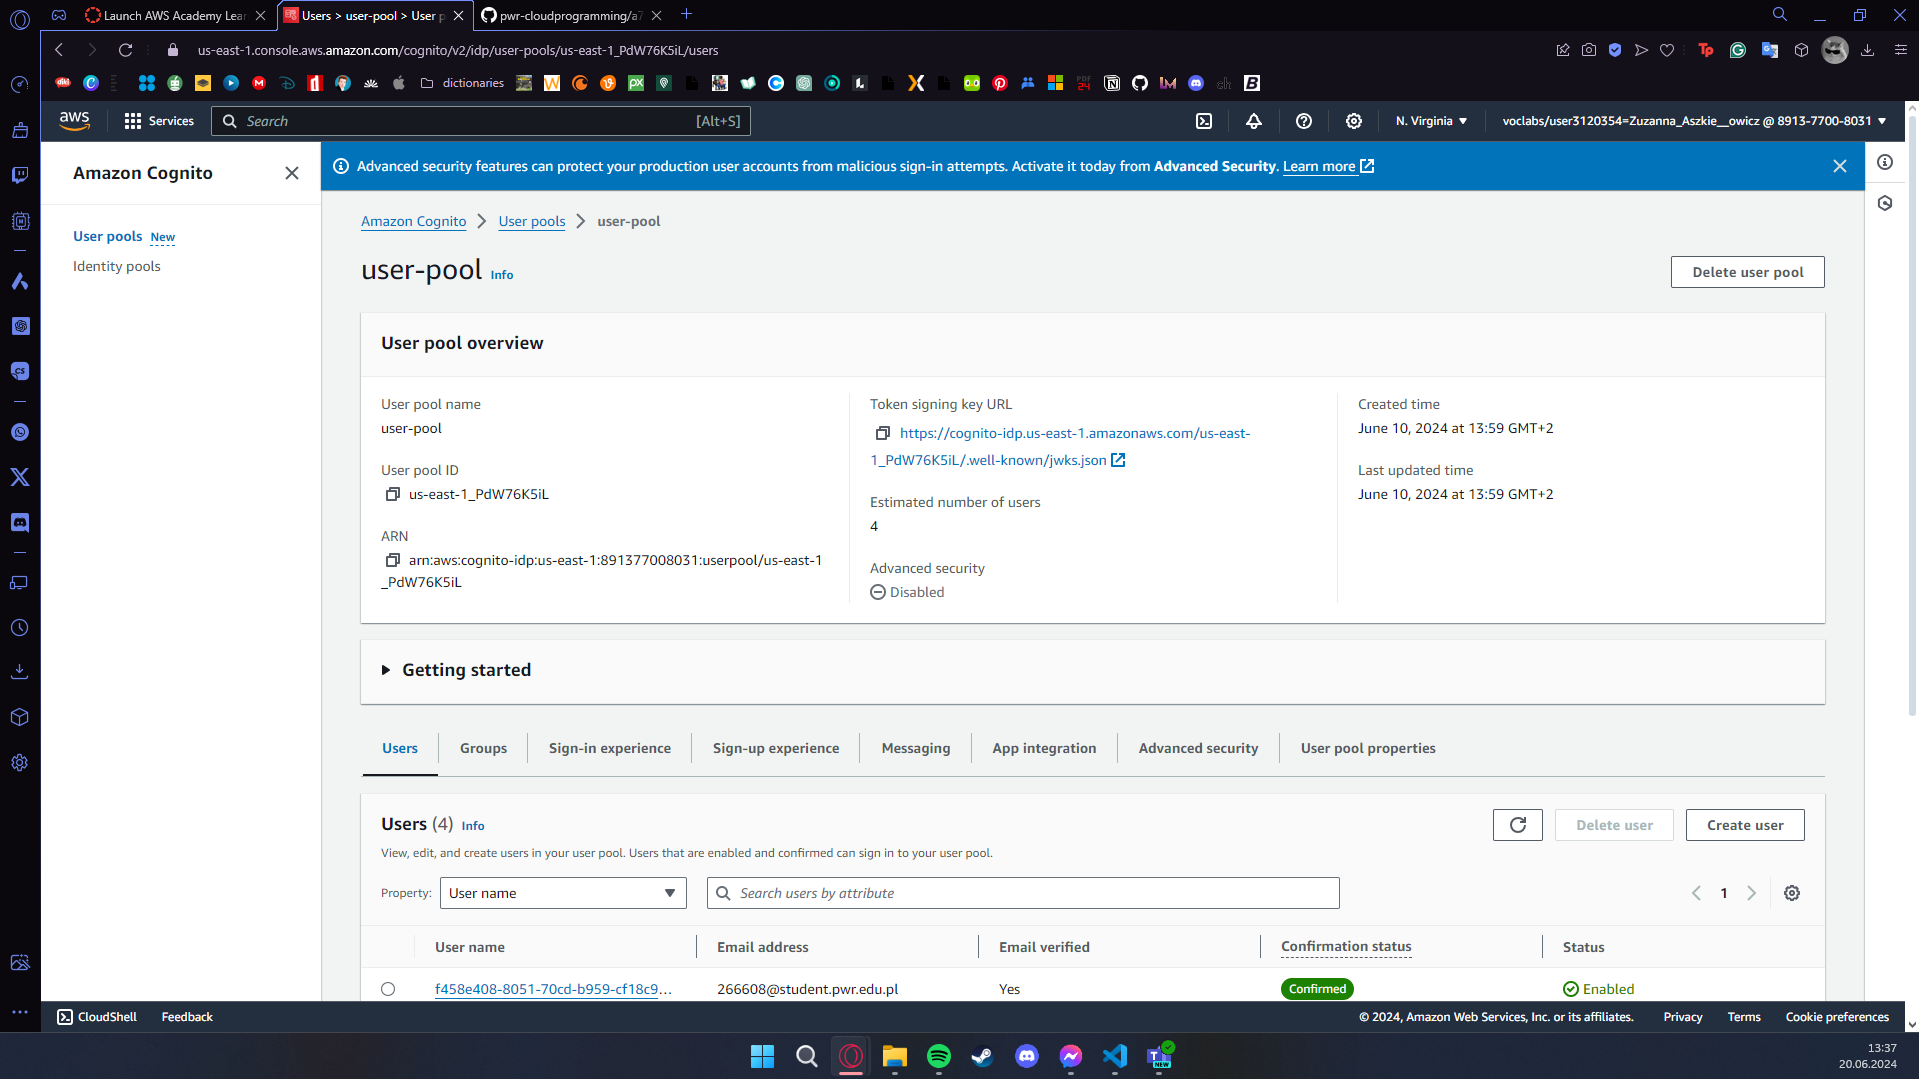 Launch AWS Academy Lear
Users > user-pool > User p
pwr-cloudprogramming/a7
us-east-1.console.aws.amazon.com/cognito/v2/idp/user-pools/us-east-1_PdW76K5iL/users
dictionaries
aws
Services
Search
[Alt+S]
N. Virginia
voclabs/user3120354=Zuzanna_Aszkie__owicz @ 8913-7700-8031
Amazon Cognito
Advanced security features can protect your production user accounts from malicious sign-in attempts. Activate it today from Advanced Security. Learn more
User pools New
Identity pools
Amazon Cognito
User pools
user-pool
user-pool Info
Delete user pool
User pool overview
User pool name
user-pool
User pool ID
us-east-1_PdW76K5iL
ARN
arn:aws:cognito-idp:us-east-1:891377008031:userpool/us-east-1
_PdW76K5iL
Token signing key URL
https://cognito-idp.us-east-1.amazonaws.com/us-east-
1_PdW76K5iL/.well-known/jwks.json
Estimated number of users
4
Advanced security
Disabled
Created time
June 10, 2024 at 13:59 GMT+2
Last updated time
June 10, 2024 at 13:59 GMT+2
Getting started
Users
Groups
Sign-in experience
Sign-up experience
Messaging
App integration
Advanced security
User pool properties
Users (4) Info
Delete user
Create user
View, edit, and create users in your user pool. Users that are enabled and confirmed can sign in to your user pool.
Property:
User name
Search users by attribute
1
User name
Email address
Email verified
Confirmation status
Status
f458e408-8051-70cd-b959-cf18c9...
266608@student.pwr.edu.pl
Yes
Confirmed
Enabled
CloudShell
Feedback
© 2024, Amazon Web Services, Inc. or its affiliates.
Privacy
Terms
Cookie preferences
13:37
20.06.2024